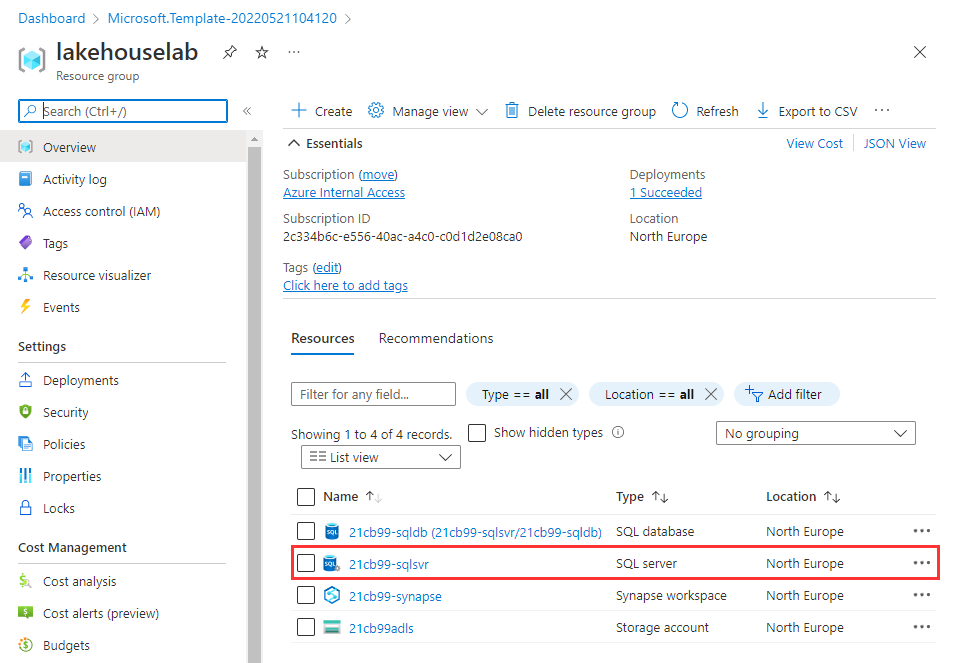 Dashboard > Microsoft.Template-20220521104120 >
lakehouselab
Resource group
Search (Ctrl+/)
Overview
Activity log
Access control (IAM)
Tags
Resource visualizer
Events
Settings
Deployments
Security
Policies
Properties
Locks
Cost Management
Cost analysis
Cost alerts (preview)
Budgets
Create Manage view Delete resource group Refresh Export to CSV ...
Essentials View Cost JSON View
Subscription (move) Deployments
Azure Internal Access 1 Succeeded
Subscription ID Location
2c334b6c-e556-40ac-a4c0-c0d1d2e08ca0 North Europe
Tags (edit)
Click here to add tags
Resources Recommendations
Filter for any field... Type == all Location == all Add filter
Showing 1 to 4 of 4 records. Show hidden types No grouping
List view
Name Type Location
SQL 21cb99-sqldb (21cb99-sqlsvr/21cb99-sqldb) SQL database North Europe
SQL 21cb99-sqlsvr SQL server North Europe
21cb99-synapse Synapse workspace North Europe
21cb99adls Storage account North Europe